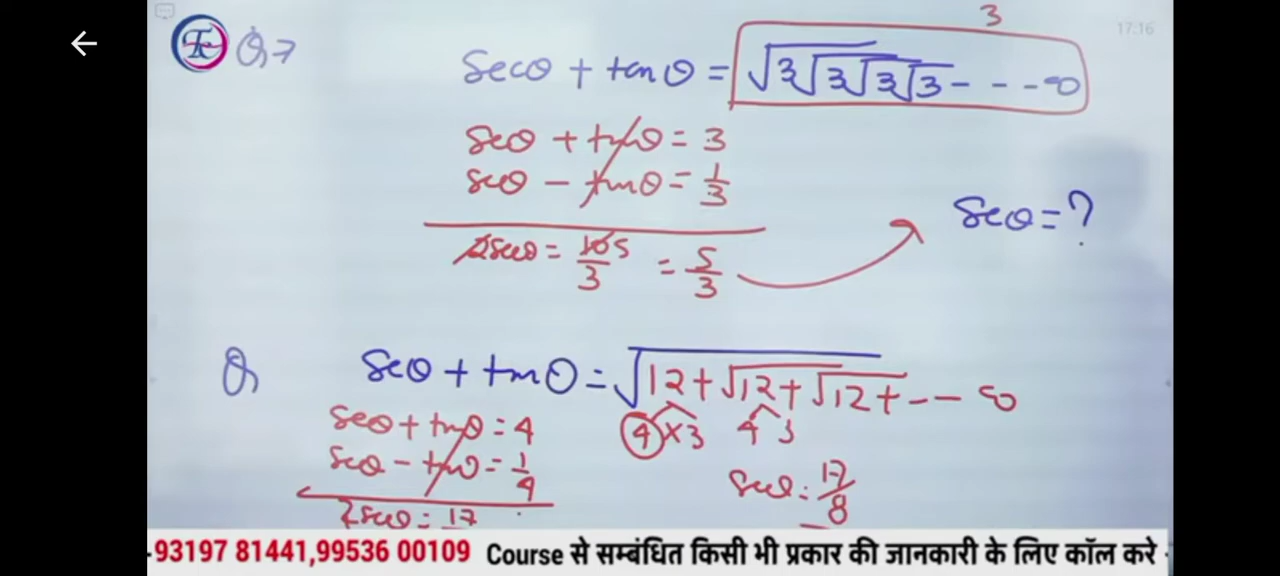 17:16
Q.7
secθ + tanθ = √3√3√3√3 - - - ∞
3
secθ + tanθ = 3
secθ - tanθ = 1/3
2secθ = 10 5/3 = 5/3
secθ = ?
Q
secθ + tanθ = √12+√12+√12+ - - ∞
4 × 3 4 3
secθ + tanθ = 4
secθ - tanθ = 1/4
2secθ = 17
secθ = 17/8
-93197 81441,99536 00109 Course से सम्बंधित किसी भी प्रकार की जानकारी के लिए कॉल करे